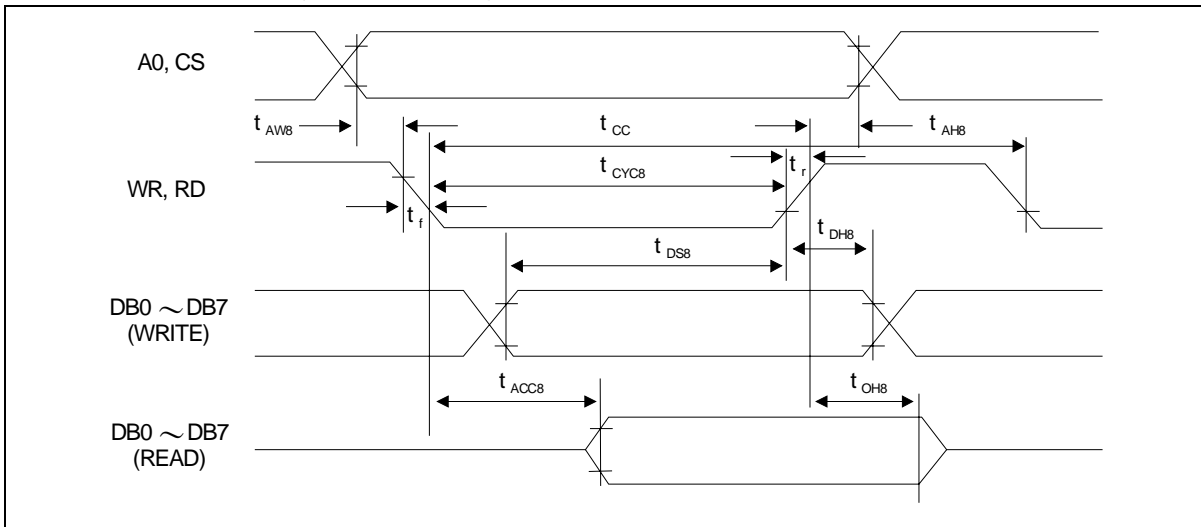 A0, CS
t AW8
t CC
t AH8
WR, RD
t CYC8
t r
t f
t DH8
t DS8
DB0 ～ DB7
(WRITE)
t ACC8
t OH8
DB0 ～ DB7
(READ)